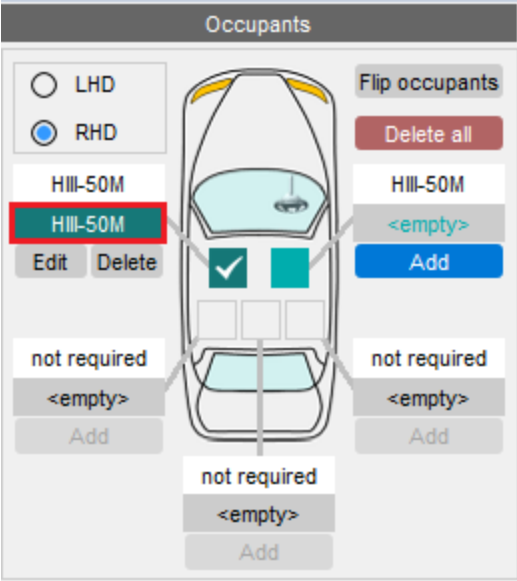 Occupants
LHD
Flip occupants
RHD
Delete all
HIII-50M
HIII-50M
HIII-50M
<empty>
Edit
Delete
Add
not required
not required
<empty>
<empty>
Add
Add
not required
<empty>
Add